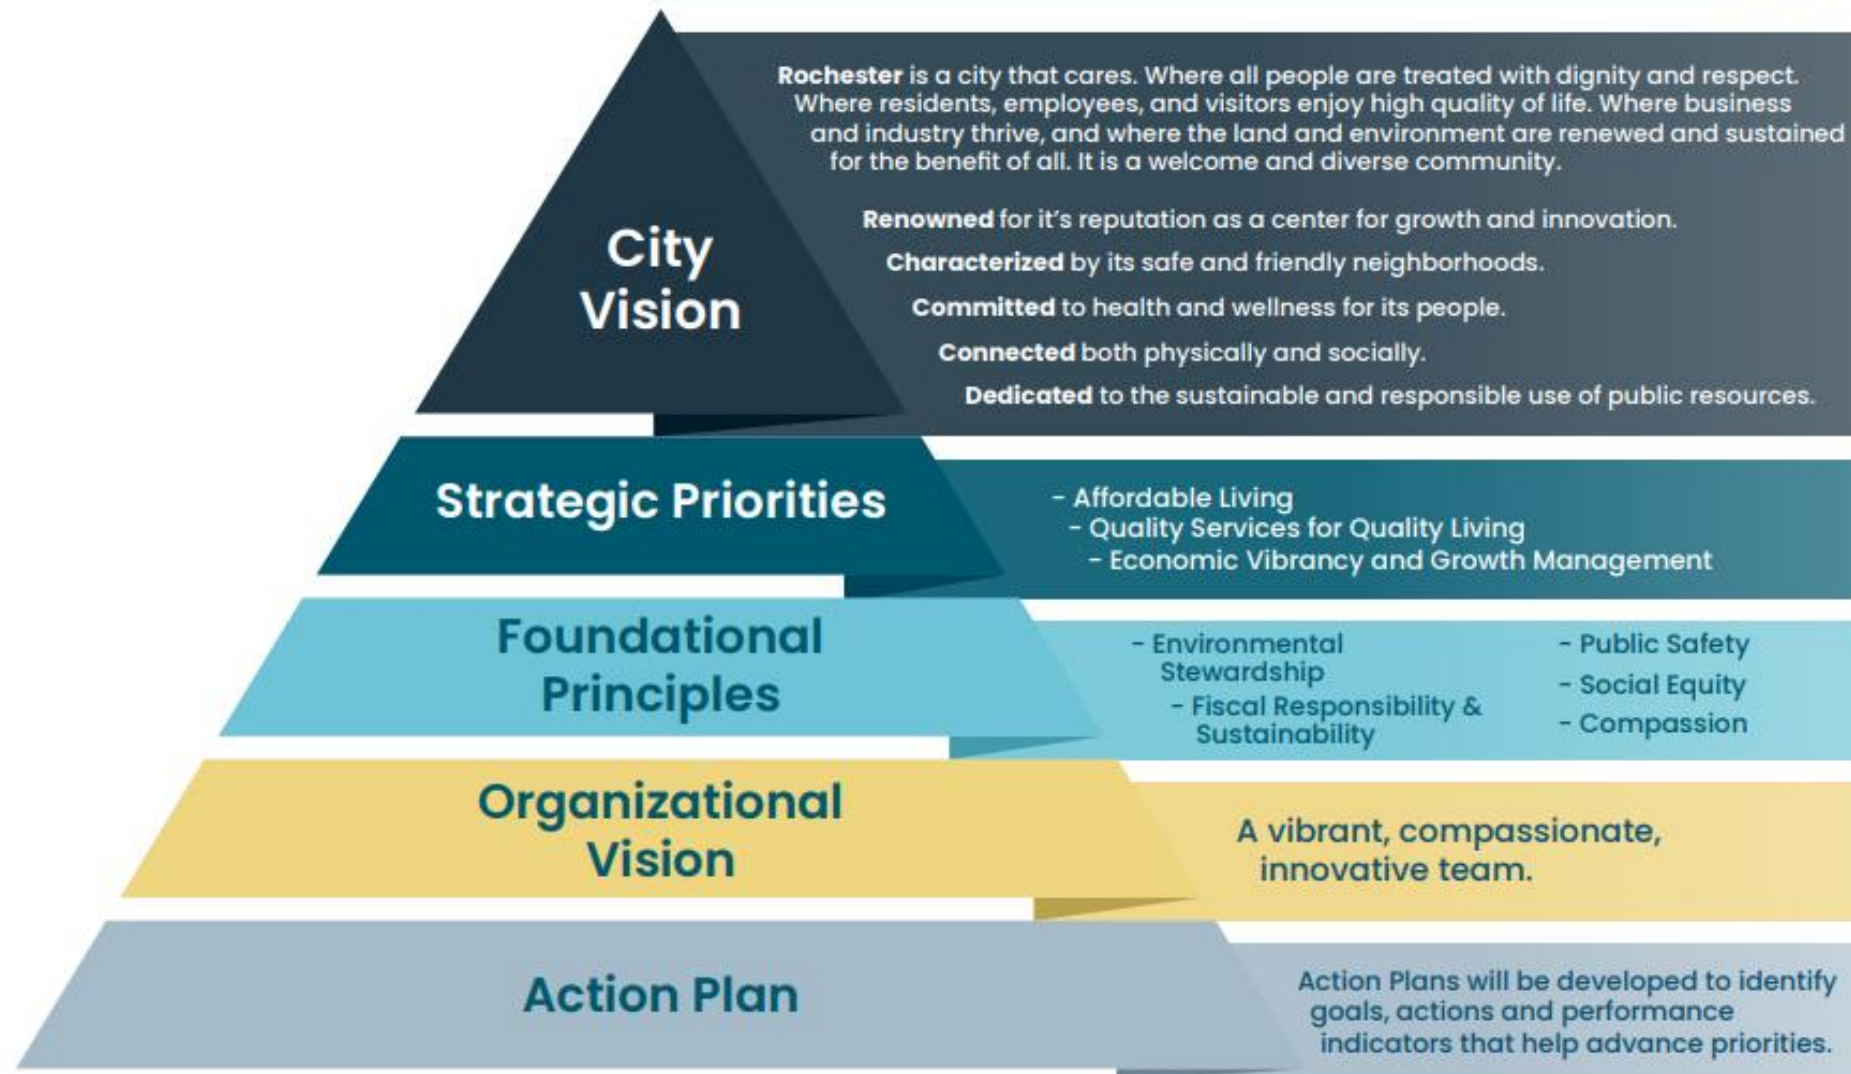 City
Vision
Rochester is a city that cares. Where all people are treated with dignity and respect.
Where residents, employees, and visitors enjoy high quality of life. Where business
and industry thrive, and where the land and environment are renewed and sustained
for the benefit of all. It is a welcome and diverse community.
Renowned for it's reputation as a center for growth and innovation.
Characterized by its safe and friendly neighborhoods.
Committed to health and wellness for its people.
Connected both physically and socially.
Dedicated to the sustainable and responsible use of public resources.
Strategic Priorities
- Affordable Living
- Quality Services for Quality Living
- Economic Vibrancy and Growth Management
Foundational
Principles
- Environmental
Stewardship
- Fiscal Responsibility &
Sustainability
- Public Safety
- Social Equity
- Compassion
Organizational
Vision
A vibrant, compassionate,
innovative team.
Action Plan
Action Plans will be developed to identify
goals, actions and performance
indicators that help advance priorities.